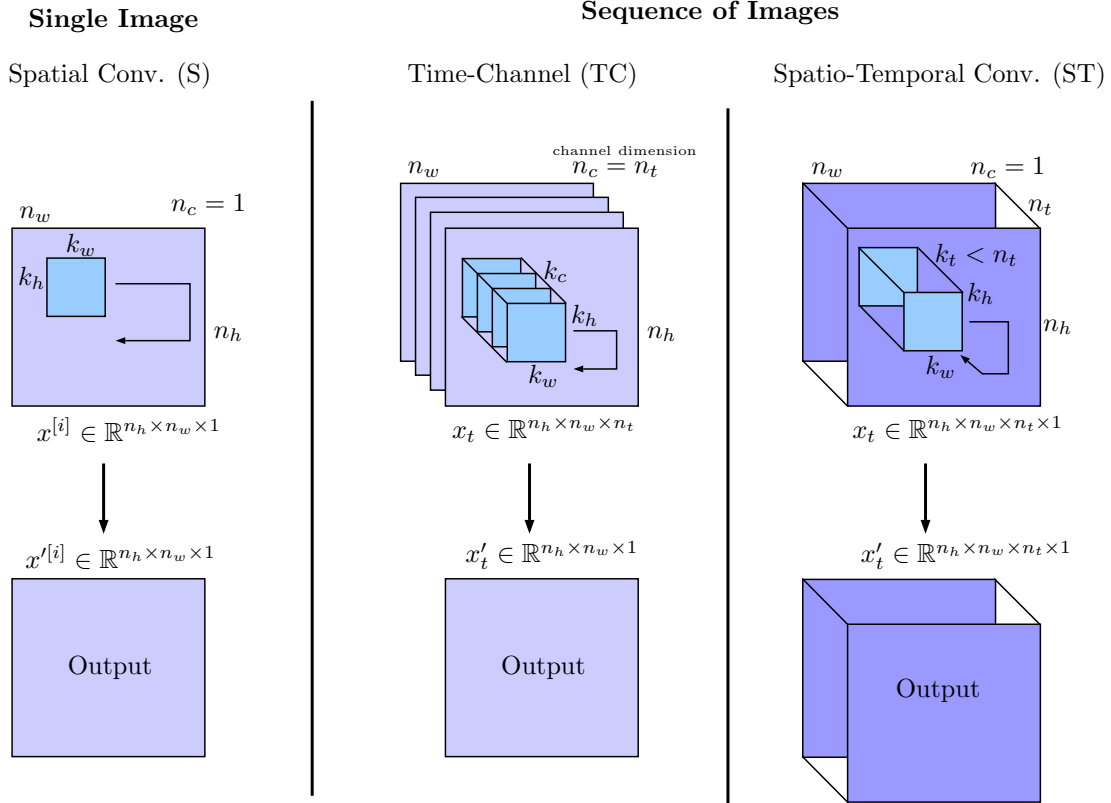 Single Image
Sequence of Images
Spatial Conv. (S)
Time-Channel (TC)
Spatio-Temporal Conv. (ST)
n_w
n_c = 1
k_w
k_h
n_h
x^{[i]} ∈ ℝ^{n_h×n_w×1}
x'^{[i]} ∈ ℝ^{n_h×n_w×1}
Output
channel dimension
n_w
n_c = n_t
k_c
k_h
n_h
k_w
x_t ∈ ℝ^{n_h×n_w×n_t}
x'_t ∈ ℝ^{n_h×n_w×1}
Output
n_w
n_c = 1
n_t
k_t < n_t
k_h
n_h
k_w
x_t ∈ ℝ^{n_h×n_w×n_t×1}
x'_t ∈ ℝ^{n_h×n_w×n_t×1}
Output